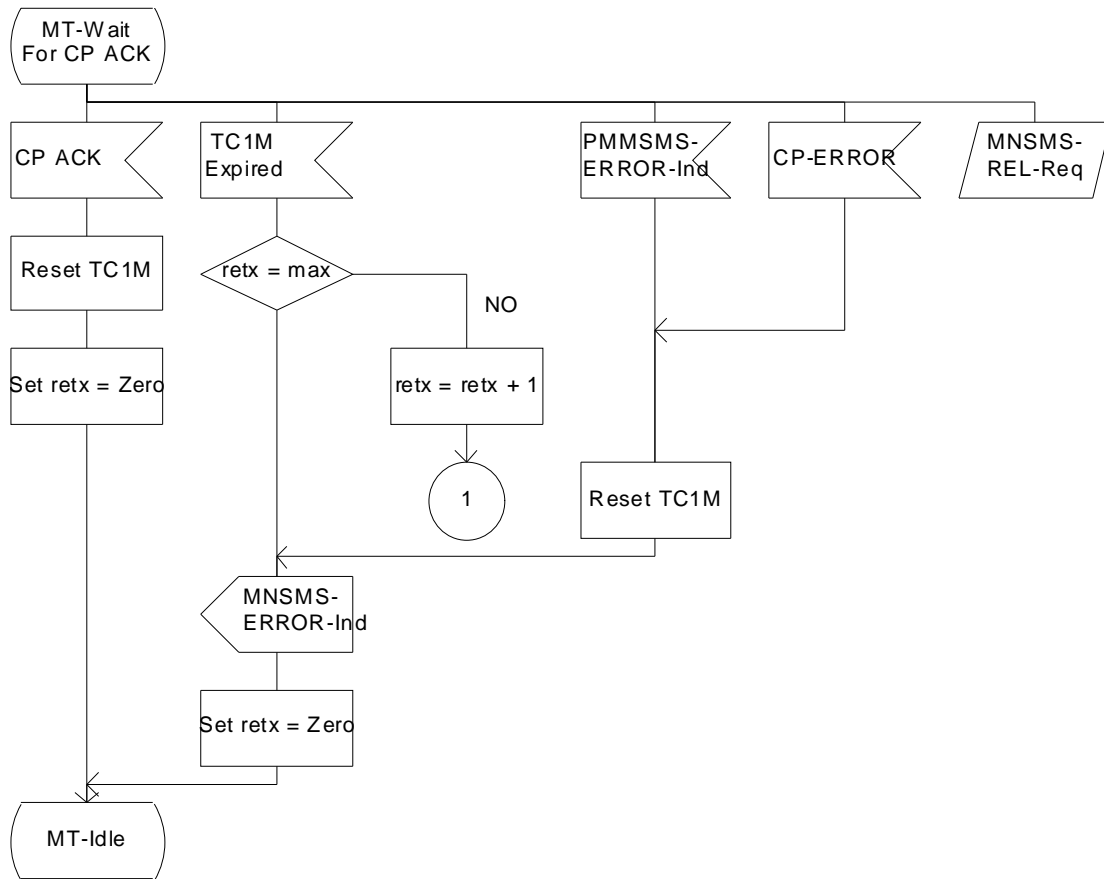 MT-Wait
For CP ACK
CP ACK
TC1M
Expired
PMMSMS-
ERROR-Ind
CP-ERROR
MNSMS-
REL-Req
Reset TC1M
retx = max
NO
Set retx = Zero
retx = retx + 1
1
Reset TC1M
MNSMS-
ERROR-Ind
Set retx = Zero
MT-Idle